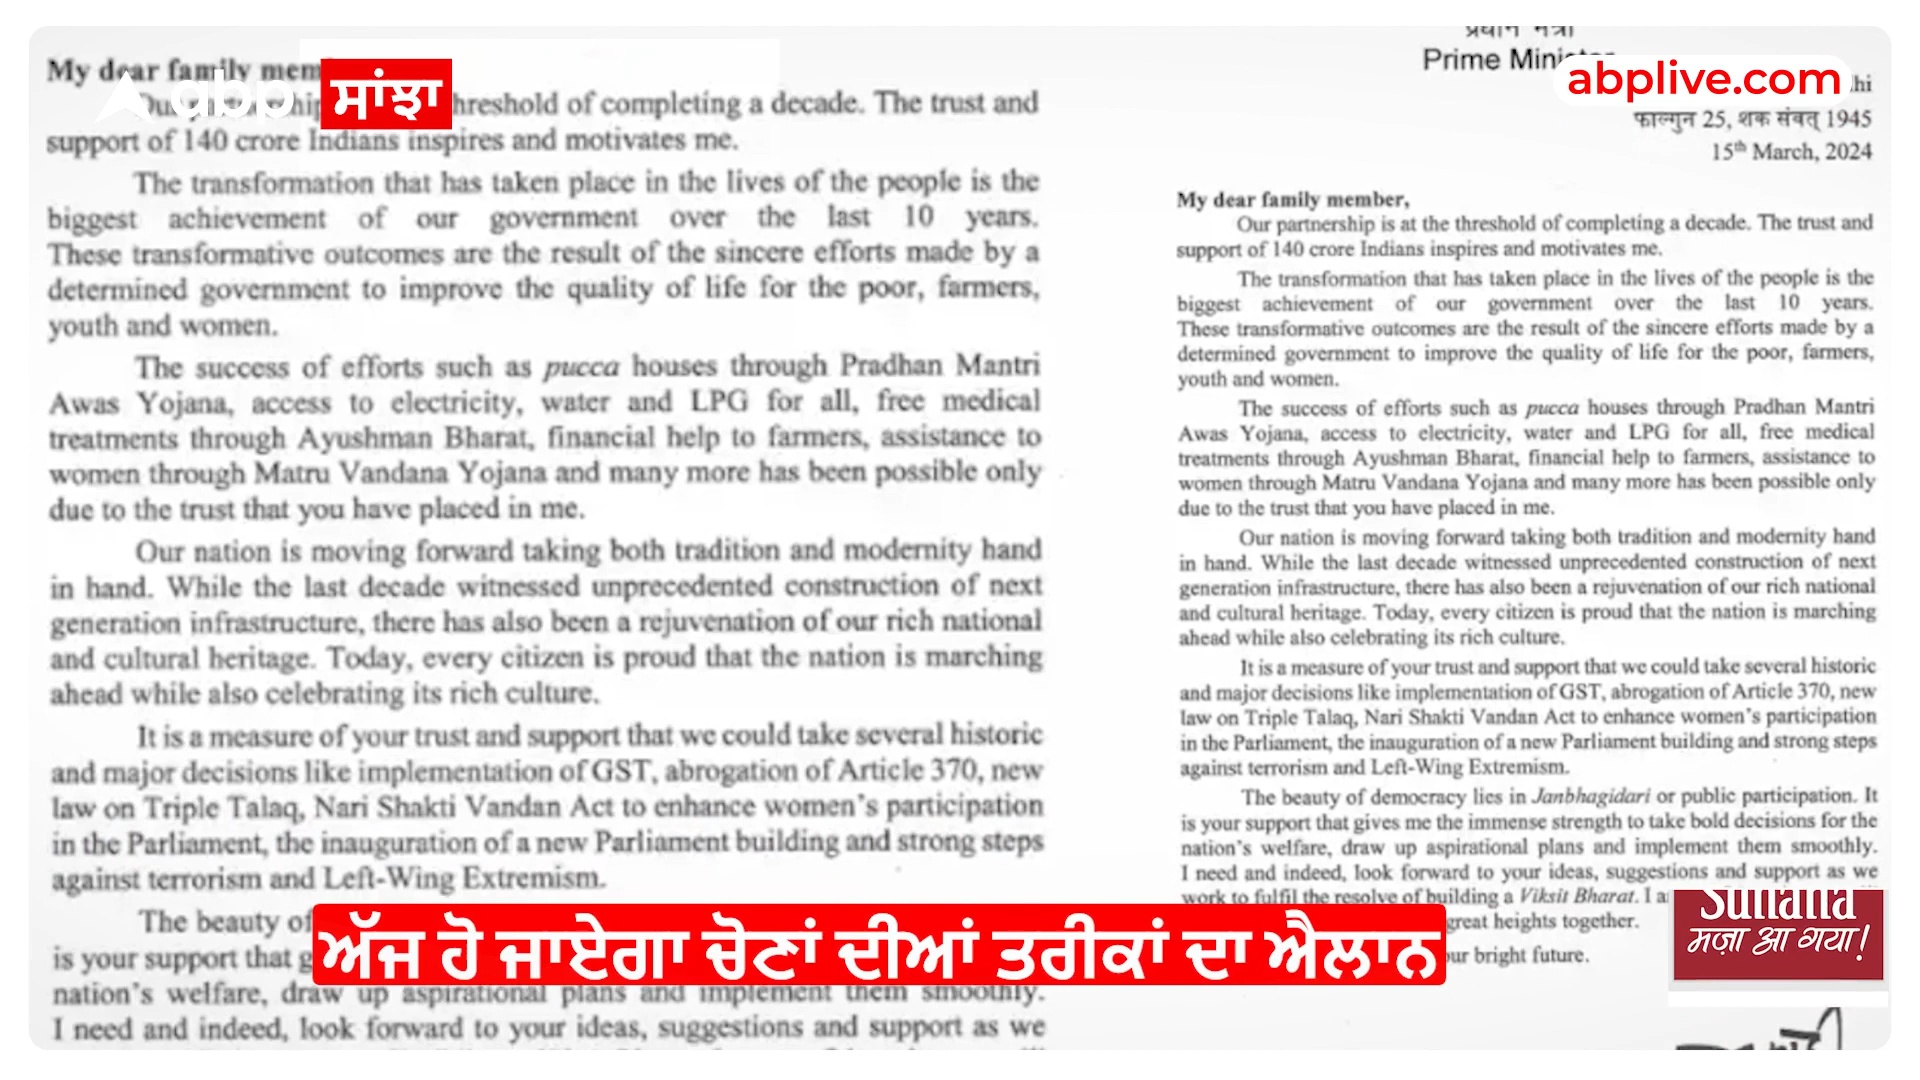 My dear family mem
abp ਸਾਂਝਾ
threshold of completing a decade. The trust and
support of 140 crore Indians inspires and motivates me.
The transformation that has taken place in the lives of the people is the
biggest achievement of our government over the last 10 years.
These transformative outcomes are the result of the sincere efforts made by a
determined government to improve the quality of life for the poor, farmers,
youth and women.
The success of efforts such as pucca houses through Pradhan Mantri
Awas Yojana, access to electricity, water and LPG for all, free medical
treatments through Ayushman Bharat, financial help to farmers, assistance to
women through Matru Vandana Yojana and many more has been possible only
due to the trust that you have placed in me.
Our nation is moving forward taking both tradition and modernity hand
in hand. While the last decade witnessed unprecedented construction of next
generation infrastructure, there has also been a rejuvenation of our rich national
and cultural heritage. Today, every citizen is proud that the nation is marching
ahead while also celebrating its rich culture.
It is a measure of your trust and support that we could take several historic
and major decisions like implementation of GST, abrogation of Article 370, new
law on Triple Talaq, Nari Shakti Vandan Act to enhance women's participation
in the Parliament, the inauguration of a new Parliament building and strong steps
against terrorism and Left-Wing Extremism.
The beauty of
is your support that g
nation's welfare, draw up aspirational plans and implement them smoothly.
I need and indeed, look forward to your ideas, suggestions and support as we
प्रधान मंत्री
Prime Minister
abplive.com
lhi
फाल्गुन 25, शक संवत् 1945
15th March, 2024
My dear family member,
Our partnership is at the threshold of completing a decade. The trust and
support of 140 crore Indians inspires and motivates me.
The transformation that has taken place in the lives of the people is the
biggest achievement of our government over the last 10 years.
These transformative outcomes are the result of the sincere efforts made by a
determined government to improve the quality of life for the poor, farmers,
youth and women.
The success of efforts such as pucca houses through Pradhan Mantri
Awas Yojana, access to electricity, water and LPG for all, free medical
treatments through Ayushman Bharat, financial help to farmers, assistance to
women through Matru Vandana Yojana and many more has been possible only
due to the trust that you have placed in me.
Our nation is moving forward taking both tradition and modernity hand
in hand. While the last decade witnessed unprecedented construction of next
generation infrastructure, there has also been a rejuvenation of our rich national
and cultural heritage. Today, every citizen is proud that the nation is marching
ahead while also celebrating its rich culture.
It is a measure of your trust and support that we could take several historic
and major decisions like implementation of GST, abrogation of Article 370, new
law on Triple Talaq, Nari Shakti Vandan Act to enhance women's participation
in the Parliament, the inauguration of a new Parliament building and strong steps
against terrorism and Left-Wing Extremism.
The beauty of democracy lies in Janbhagidari or public participation. It
is your support that gives me the immense strength to take bold decisions for the
nation's welfare, draw up aspirational plans and implement them smoothly.
I need and indeed, look forward to your ideas, suggestions and support as we
work to fulfil the resolve of building a Viksit Bharat. I a
great heights together.
ur bright future.
ਅੱਜ ਹੋ ਜਾਏਗਾ ਚੋਣਾਂ ਦੀਆਂ ਤਰੀਕਾਂ ਦਾ ਐਲਾਨ
Suhana
मज़ा आ गया!